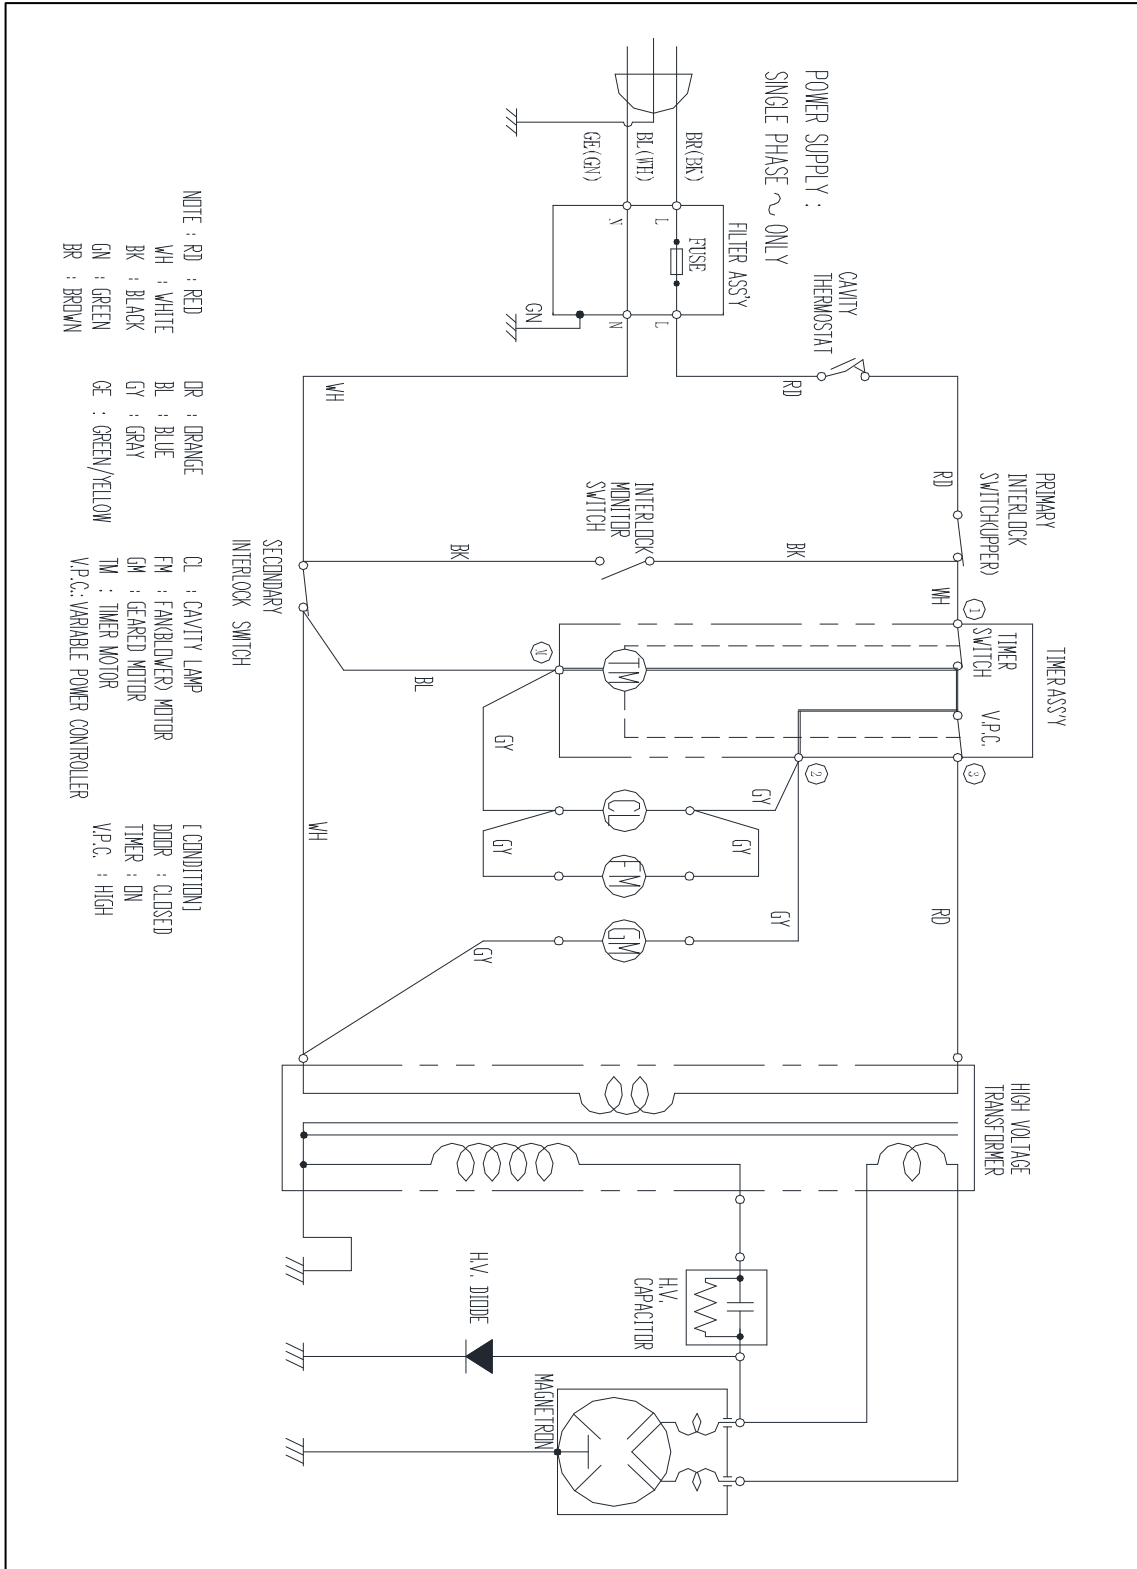 POWER SUPPLY :
SINGLE PHASE ~ ONLY
BR(BK)
BL(WH)
GE(GN)
L
N
FUSE
L
N
FILTER ASS'Y
GN
CAVITY
THERMOSTAT
RD
WH
RD
PRIMARY
INTERLOCK
SWITCH(UPPER)
INTERLOCK
MONITOR
SWITCH
BK
BK
SECONDARY
INTERLOCK SWITCH
WH
1
TIMER ASS'Y
TIMER
SWITCH
V.P.C.
3
2
TM
BL
GY
GY
CL
GY
GY
FM
GY
GM
GY
RD
WH
HIGH VOLTAGE
TRANSFORMER
H.V.
CAPACITOR
H.V. DIODE
MAGNETRON
NOTE : RD : RED
WH : WHITE
BK : BLACK
GN : GREEN
BR : BROWN
OR : ORANGE
BL : BLUE
GY : GRAY
GE : GREEN/YELLOW
CL : CAVITY LAMP
FM : FAN(BLOWER) MOTOR
GM : GEARED MOTOR
TM : TIMER MOTOR
V.P.C.: VARIABLE POWER CONTROLLER
[CONDITION]
DOOR : CLOSED
TIMER : ON
V.P.C. : HIGH